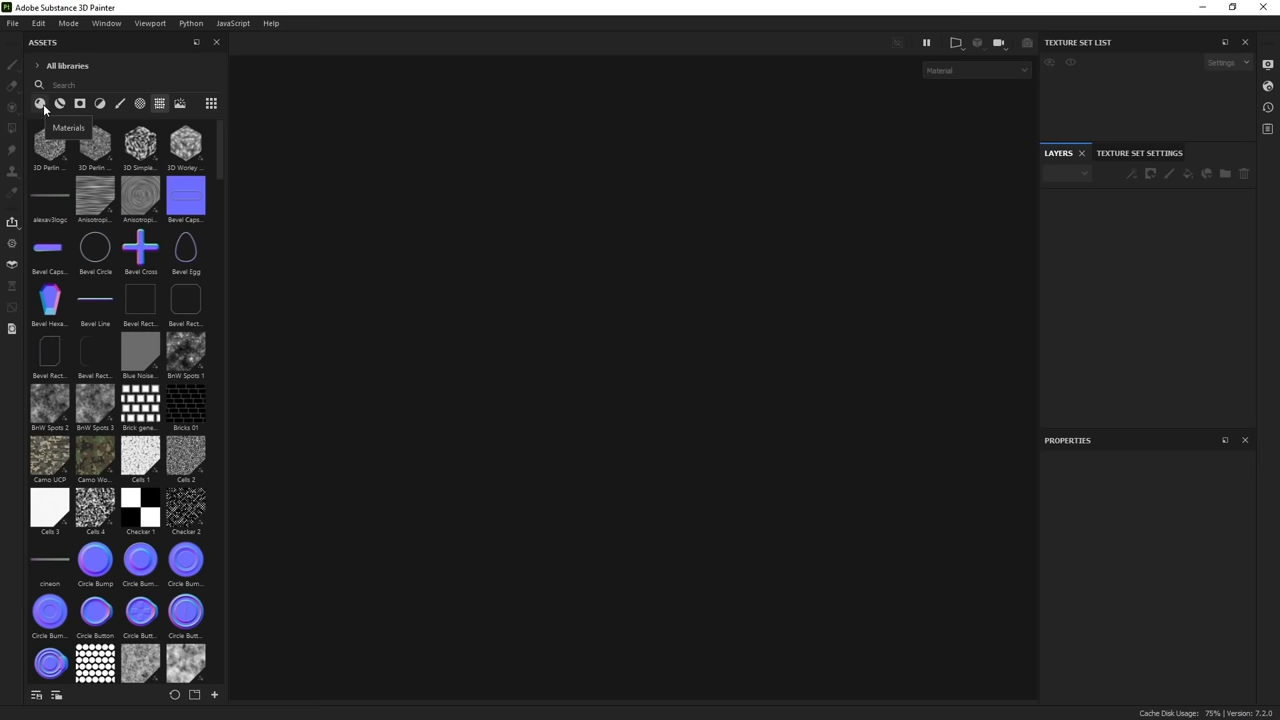 Pt Adobe Substance 3D Painter
File Edit Mode Window Viewport Python JavaScript Help
ASSETS
All libraries
Search
Materials
3D Perlin ... 3D Perlin ... 3D Simple... 3D Worley ...
alexav3logc Anisotropi... Anisotropi... Bevel Caps...
Bevel Caps... Bevel Circle Bevel Cross Bevel Egg
Bevel Hexa... Bevel Line Bevel Rect... Bevel Rect...
Bevel Rect... Bevel Rect... Blue Noise... BnW Spots 1
BnW Spots 2 BnW Spots 3 Brick gene... Bricks 01
Camo UCP Camo Wo... Cells 1 Cells 2
Cells 3 Cells 4 Checker 1 Checker 2
cineon Circle Bump Circle Bum... Circle Bum...
Circle Bum... Circle Button Circle Butt... Circle Butt...
Material
TEXTURE SET LIST
Settings
LAYERS TEXTURE SET SETTINGS
PROPERTIES
Cache Disk Usage: 75% | Version: 7.2.0